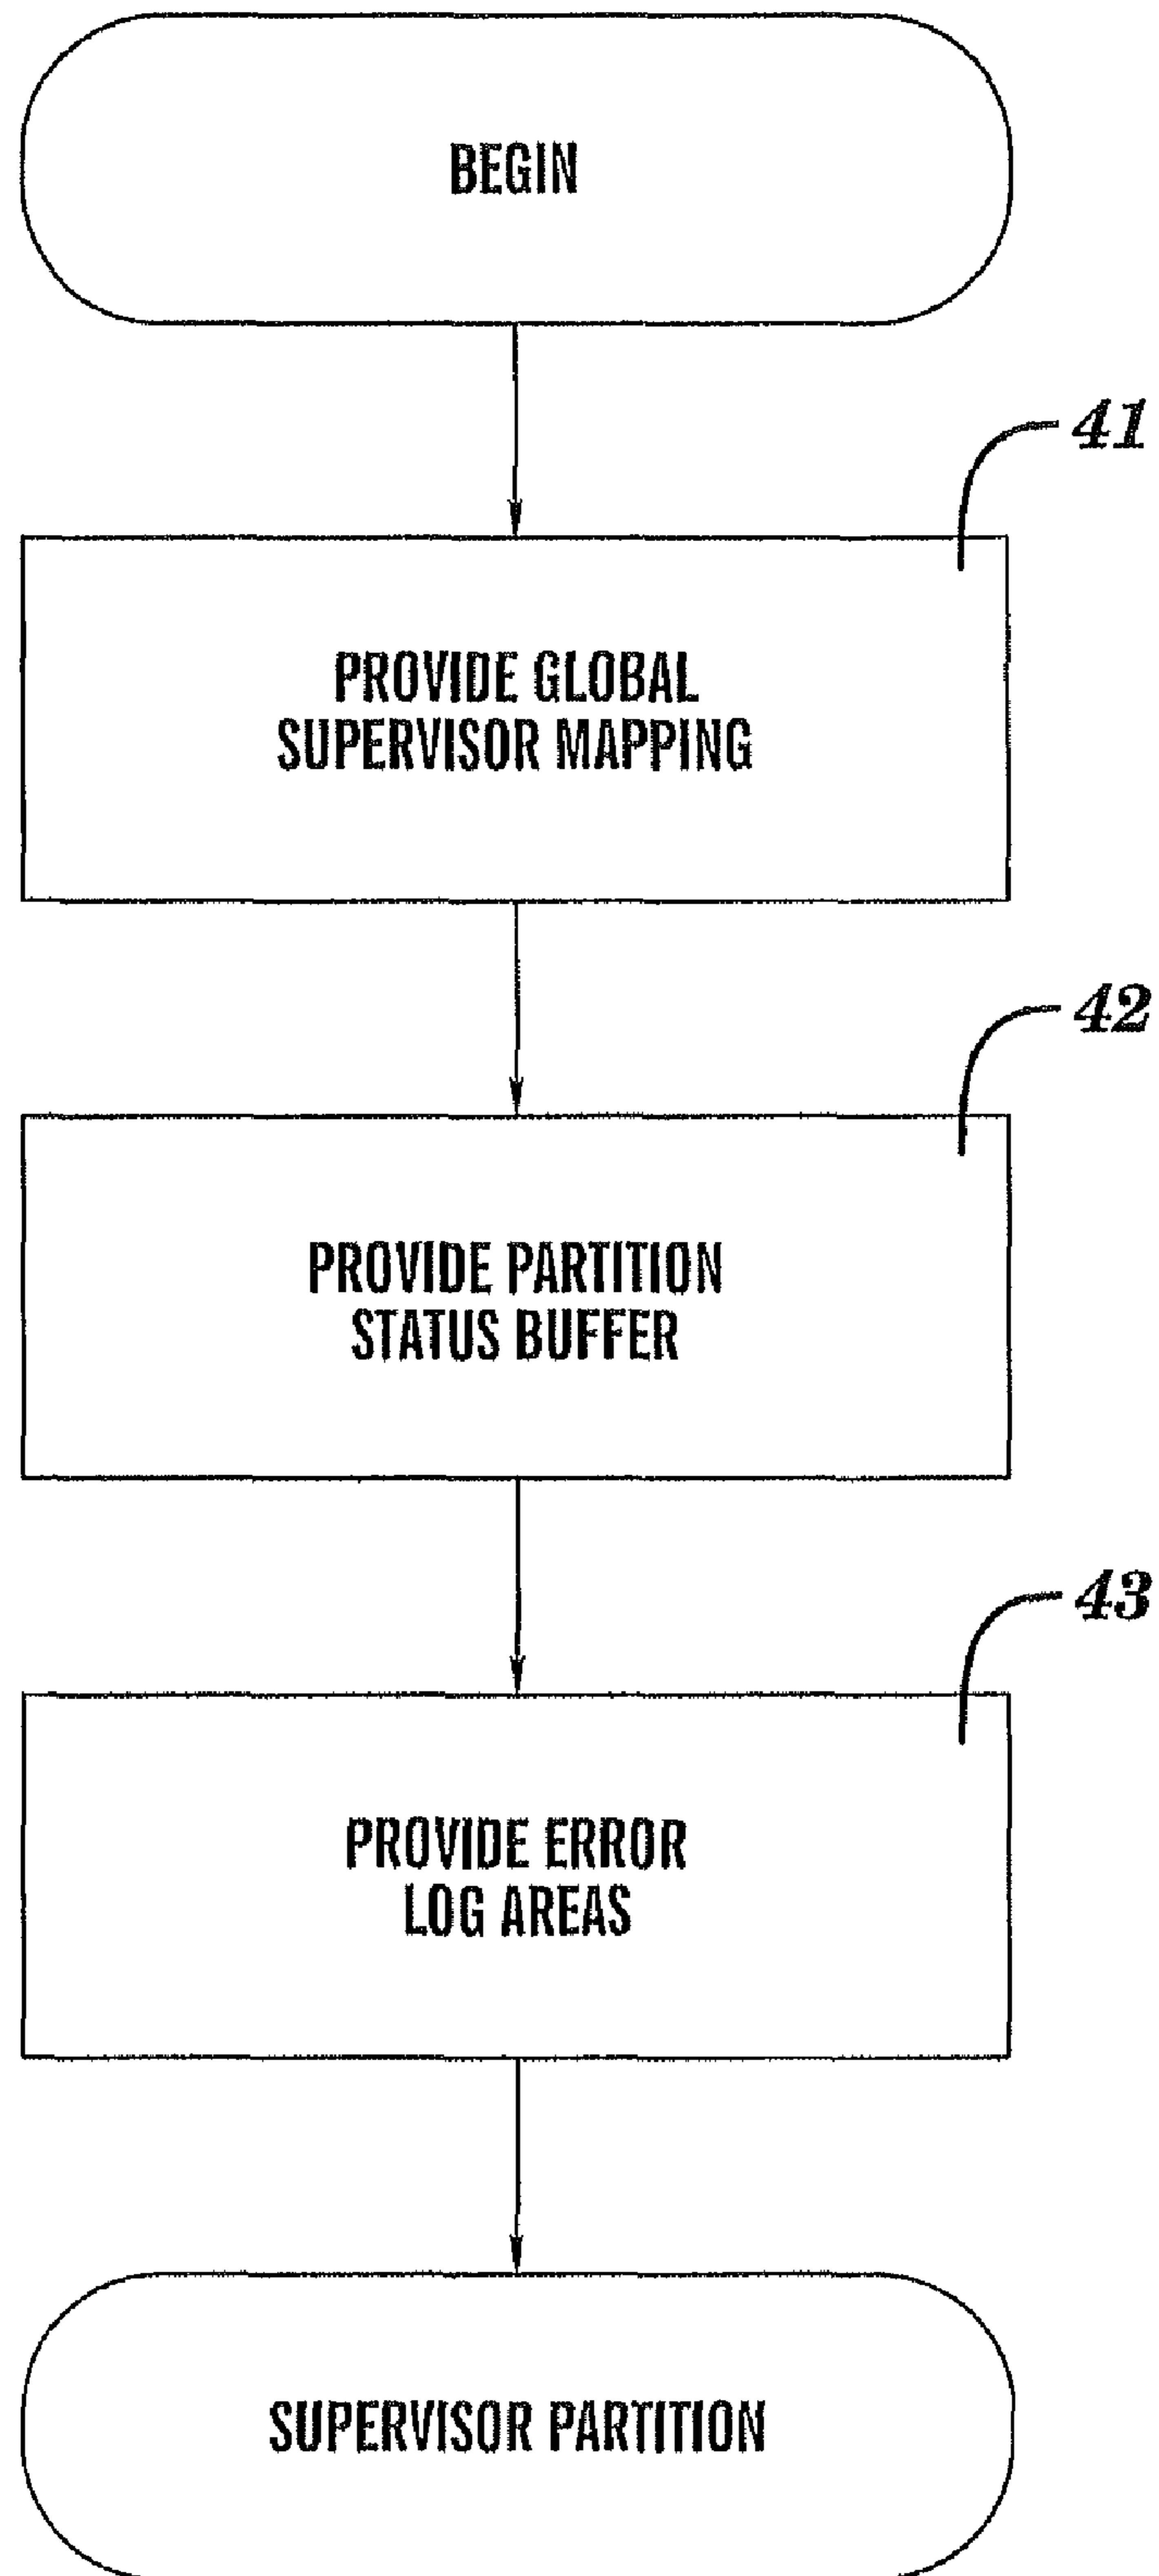 BEGIN
41
PROVIDE GLOBAL
SUPERVISOR MAPPING
42
PROVIDE PARTITION
STATUS BUFFER
43
PROVIDE ERROR
LOG AREAS
SUPERVISOR PARTITION